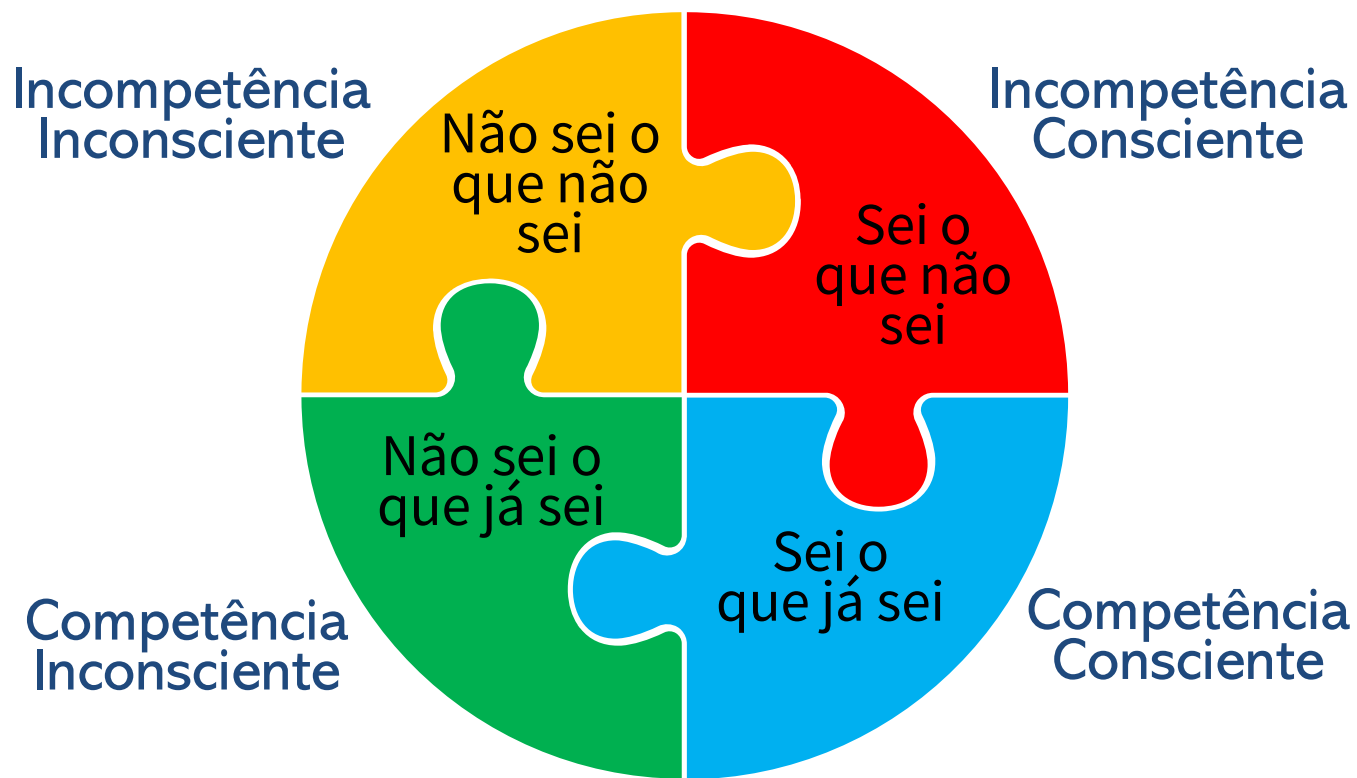 Incompetência
Inconsciente
Não sei o
que não
sei
Incompetência
Consciente
Sei o
que não
sei
Não sei o
que já sei
Competência
Inconsciente
Sei o
que já sei
Competência
Consciente